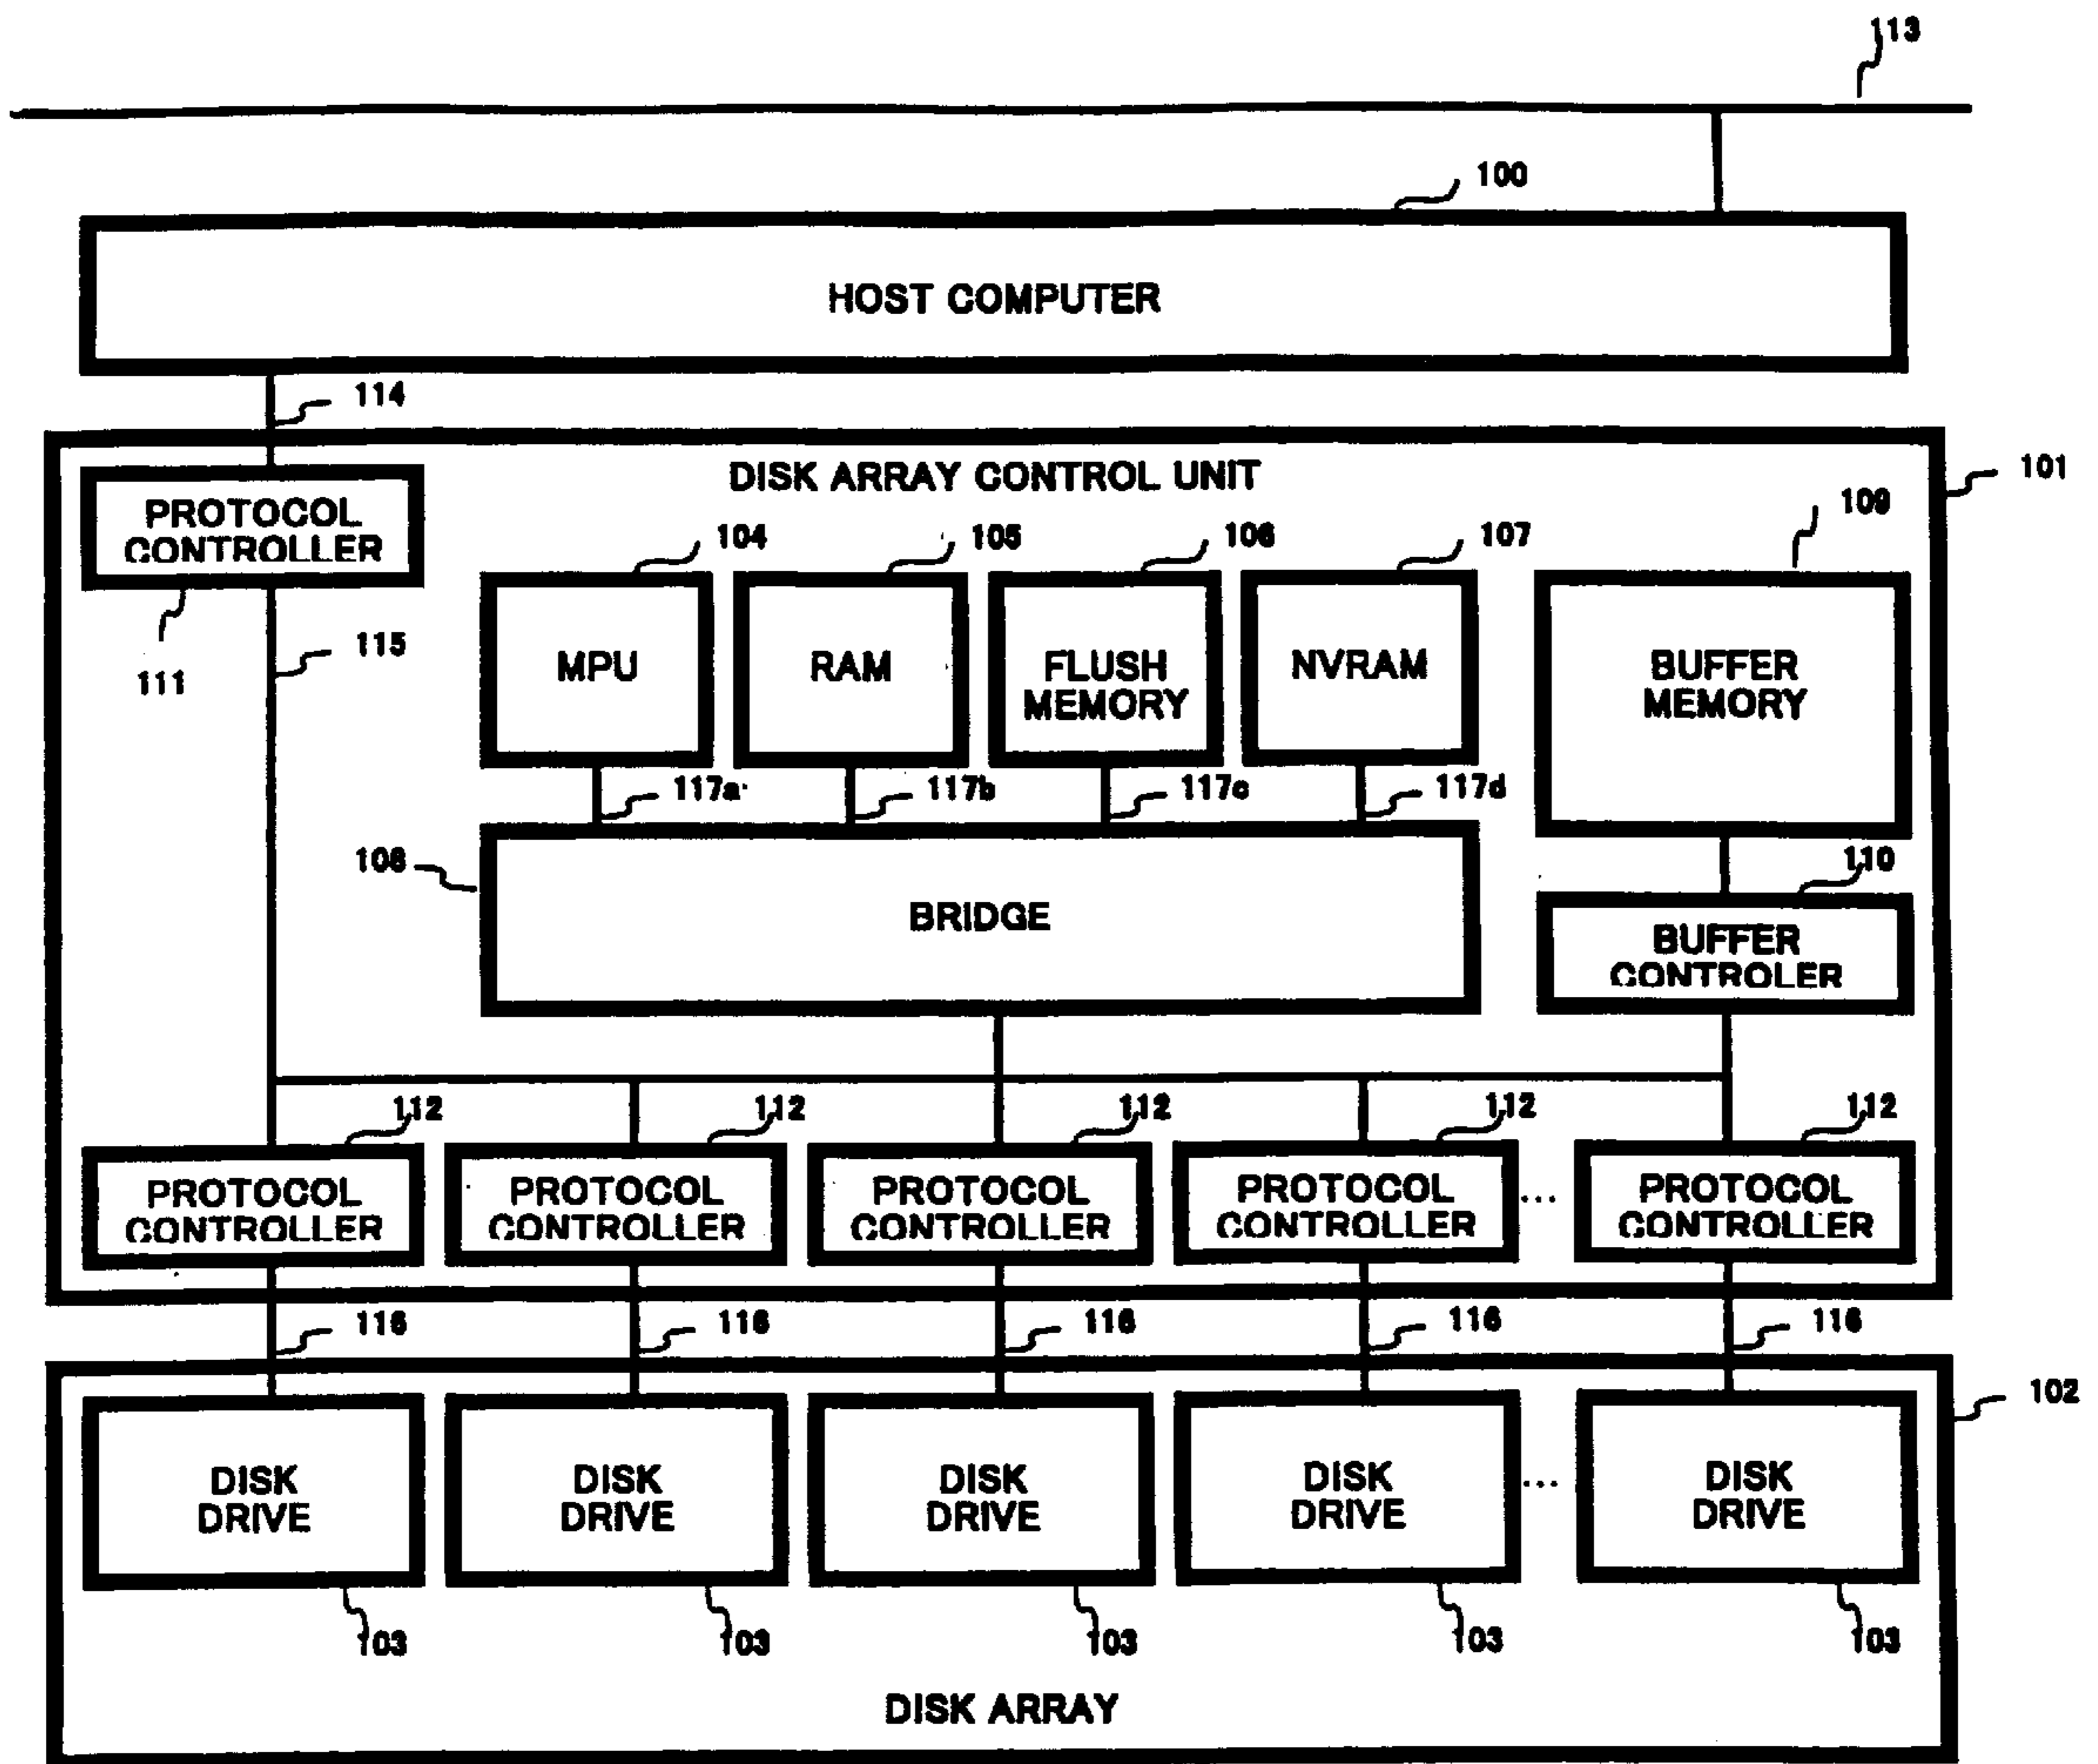 113
100
HOST COMPUTER
114
DISK ARRAY CONTROL UNIT
101
PROTOCOL
CONTROLLER
111
115
104
105
106
107
109
MPU
RAM
FLUSH
MEMORY
NVRAM
BUFFER
MEMORY
117a
117b
117c
117d
108
BRIDGE
110
BUFFER
CONTROLER
112
112
112
112
112
PROTOCOL
CONTROLLER
PROTOCOL
CONTROLLER
PROTOCOL
CONTROLLER
PROTOCOL
CONTROLLER
...
PROTOCOL
CONTROLLER
116
116
116
116
116
102
DISK
DRIVE
DISK
DRIVE
DISK
DRIVE
DISK
DRIVE
...
DISK
DRIVE
103
103
103
103
103
DISK ARRAY